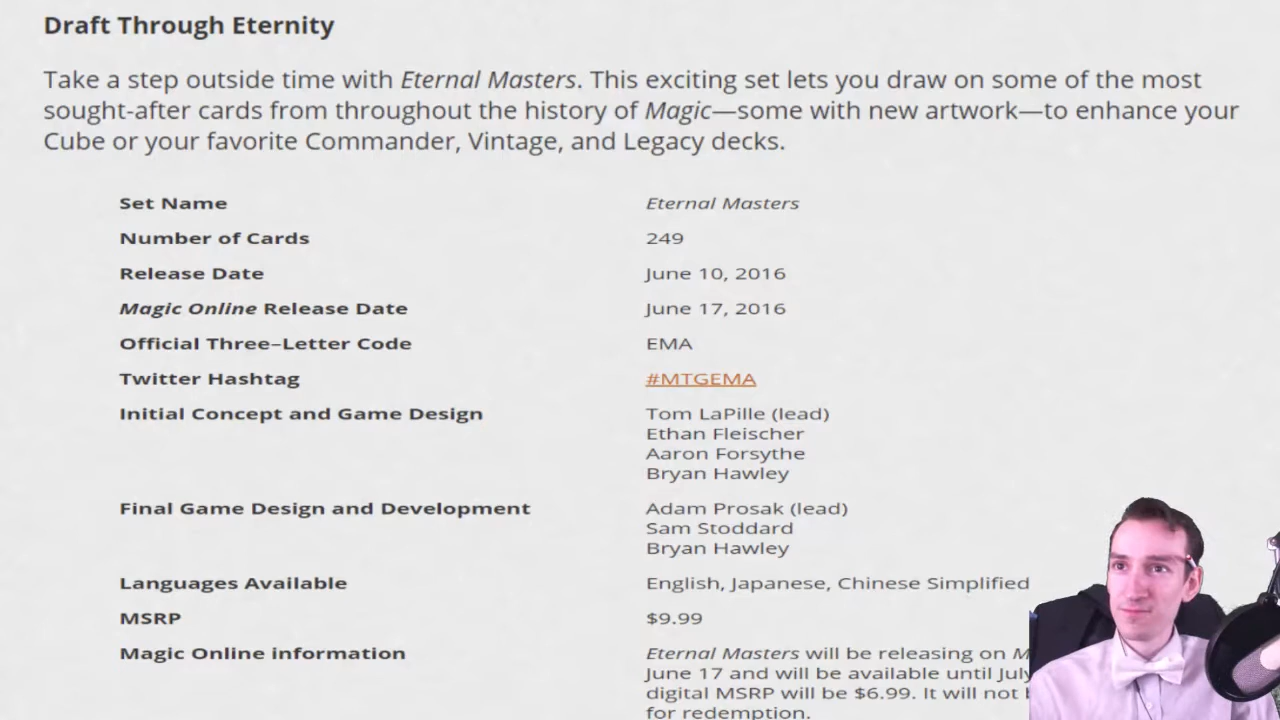 Draft Through Eternity
Take a step outside time with Eternal Masters. This exciting set lets you draw on some of the most
sought-after cards from throughout the history of Magic—some with new artwork—to enhance your
Cube or your favorite Commander, Vintage, and Legacy decks.
Set Name Eternal Masters
Number of Cards 249
Release Date June 10, 2016
Magic Online Release Date June 17, 2016
Official Three–Letter Code EMA
Twitter Hashtag #MTGEMA
Initial Concept and Game Design Tom LaPille (lead)
Ethan Fleischer
Aaron Forsythe
Bryan Hawley
Final Game Design and Development Adam Prosak (lead)
Sam Stoddard
Bryan Hawley
Languages Available English, Japanese, Chinese Simplified
MSRP $9.99
Magic Online information Eternal Masters will be releasing on
June 17 and will be available until July
digital MSRP will be $6.99. It will not
for redemption.